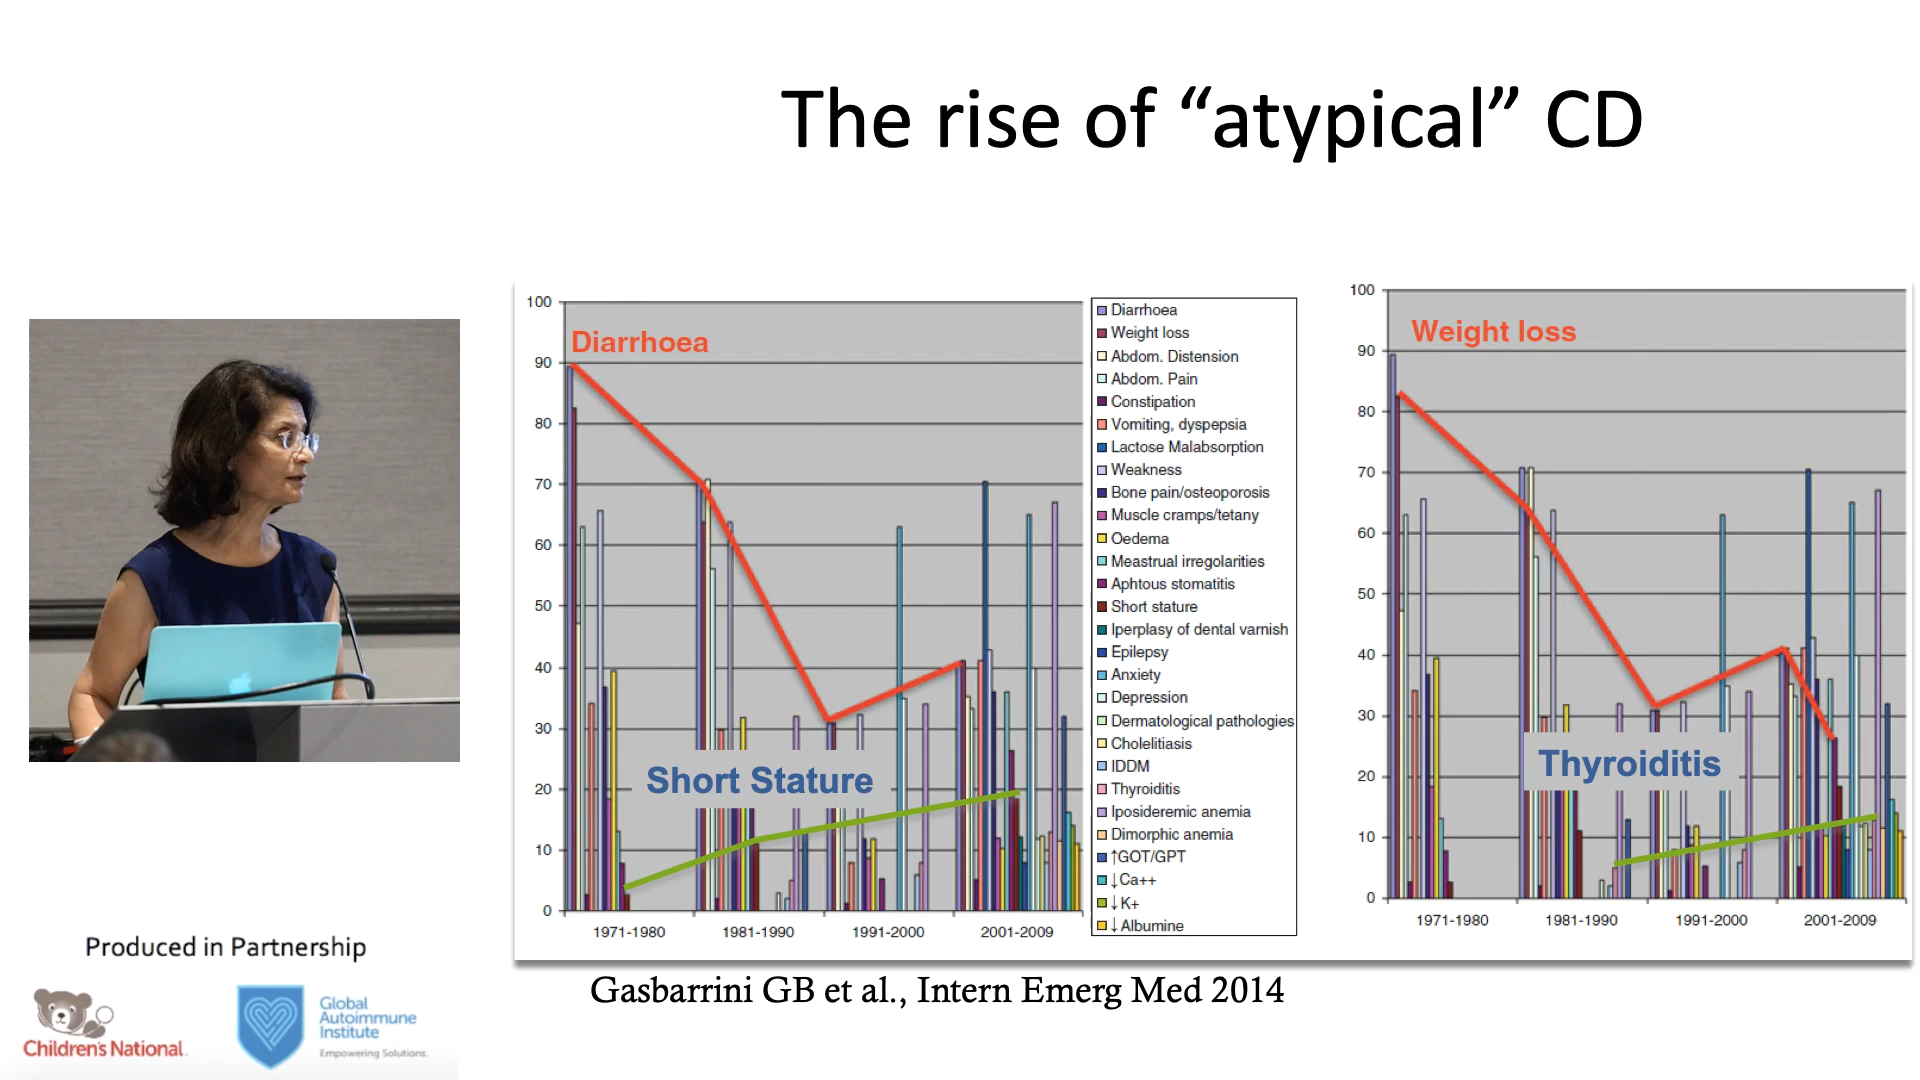 The rise of “atypical” CD
100
90
80
70
60
50
40
30
20
10
0
Diarrhoea
Short Stature
1971-1980
1981-1990
1991-2000
2001-2009
Diarrhoea
Weight loss
Abdom. Distension
Abdom. Pain
Constipation
Vomiting, dyspepsia
Lactose Malabsorption
Weakness
Bone pain/osteoporosis
Muscle cramps/tetany
Oedema
Meastrual irregolarities
Aphtous stomatitis
Short stature
Iperplasy of dental varnish
Epilepsy
Anxiety
Depression
Dermatological pathologies
Cholelitiasis
IDDM
Thyroiditis
Iposideremic anemia
Dimorphic anemia
↑GOT/GPT
↓Ca++
↓K+
↓Albumine
100
90
80
70
60
50
40
30
20
10
0
Weight loss
Thyroiditis
1971-1980
1981-1990
1991-2000
2001-2009
Gasbarrini GB et al., Intern Emerg Med 2014
Produced in Partnership
Children's National.
Global
Autoimmune
Institute
Empowering Solutions.